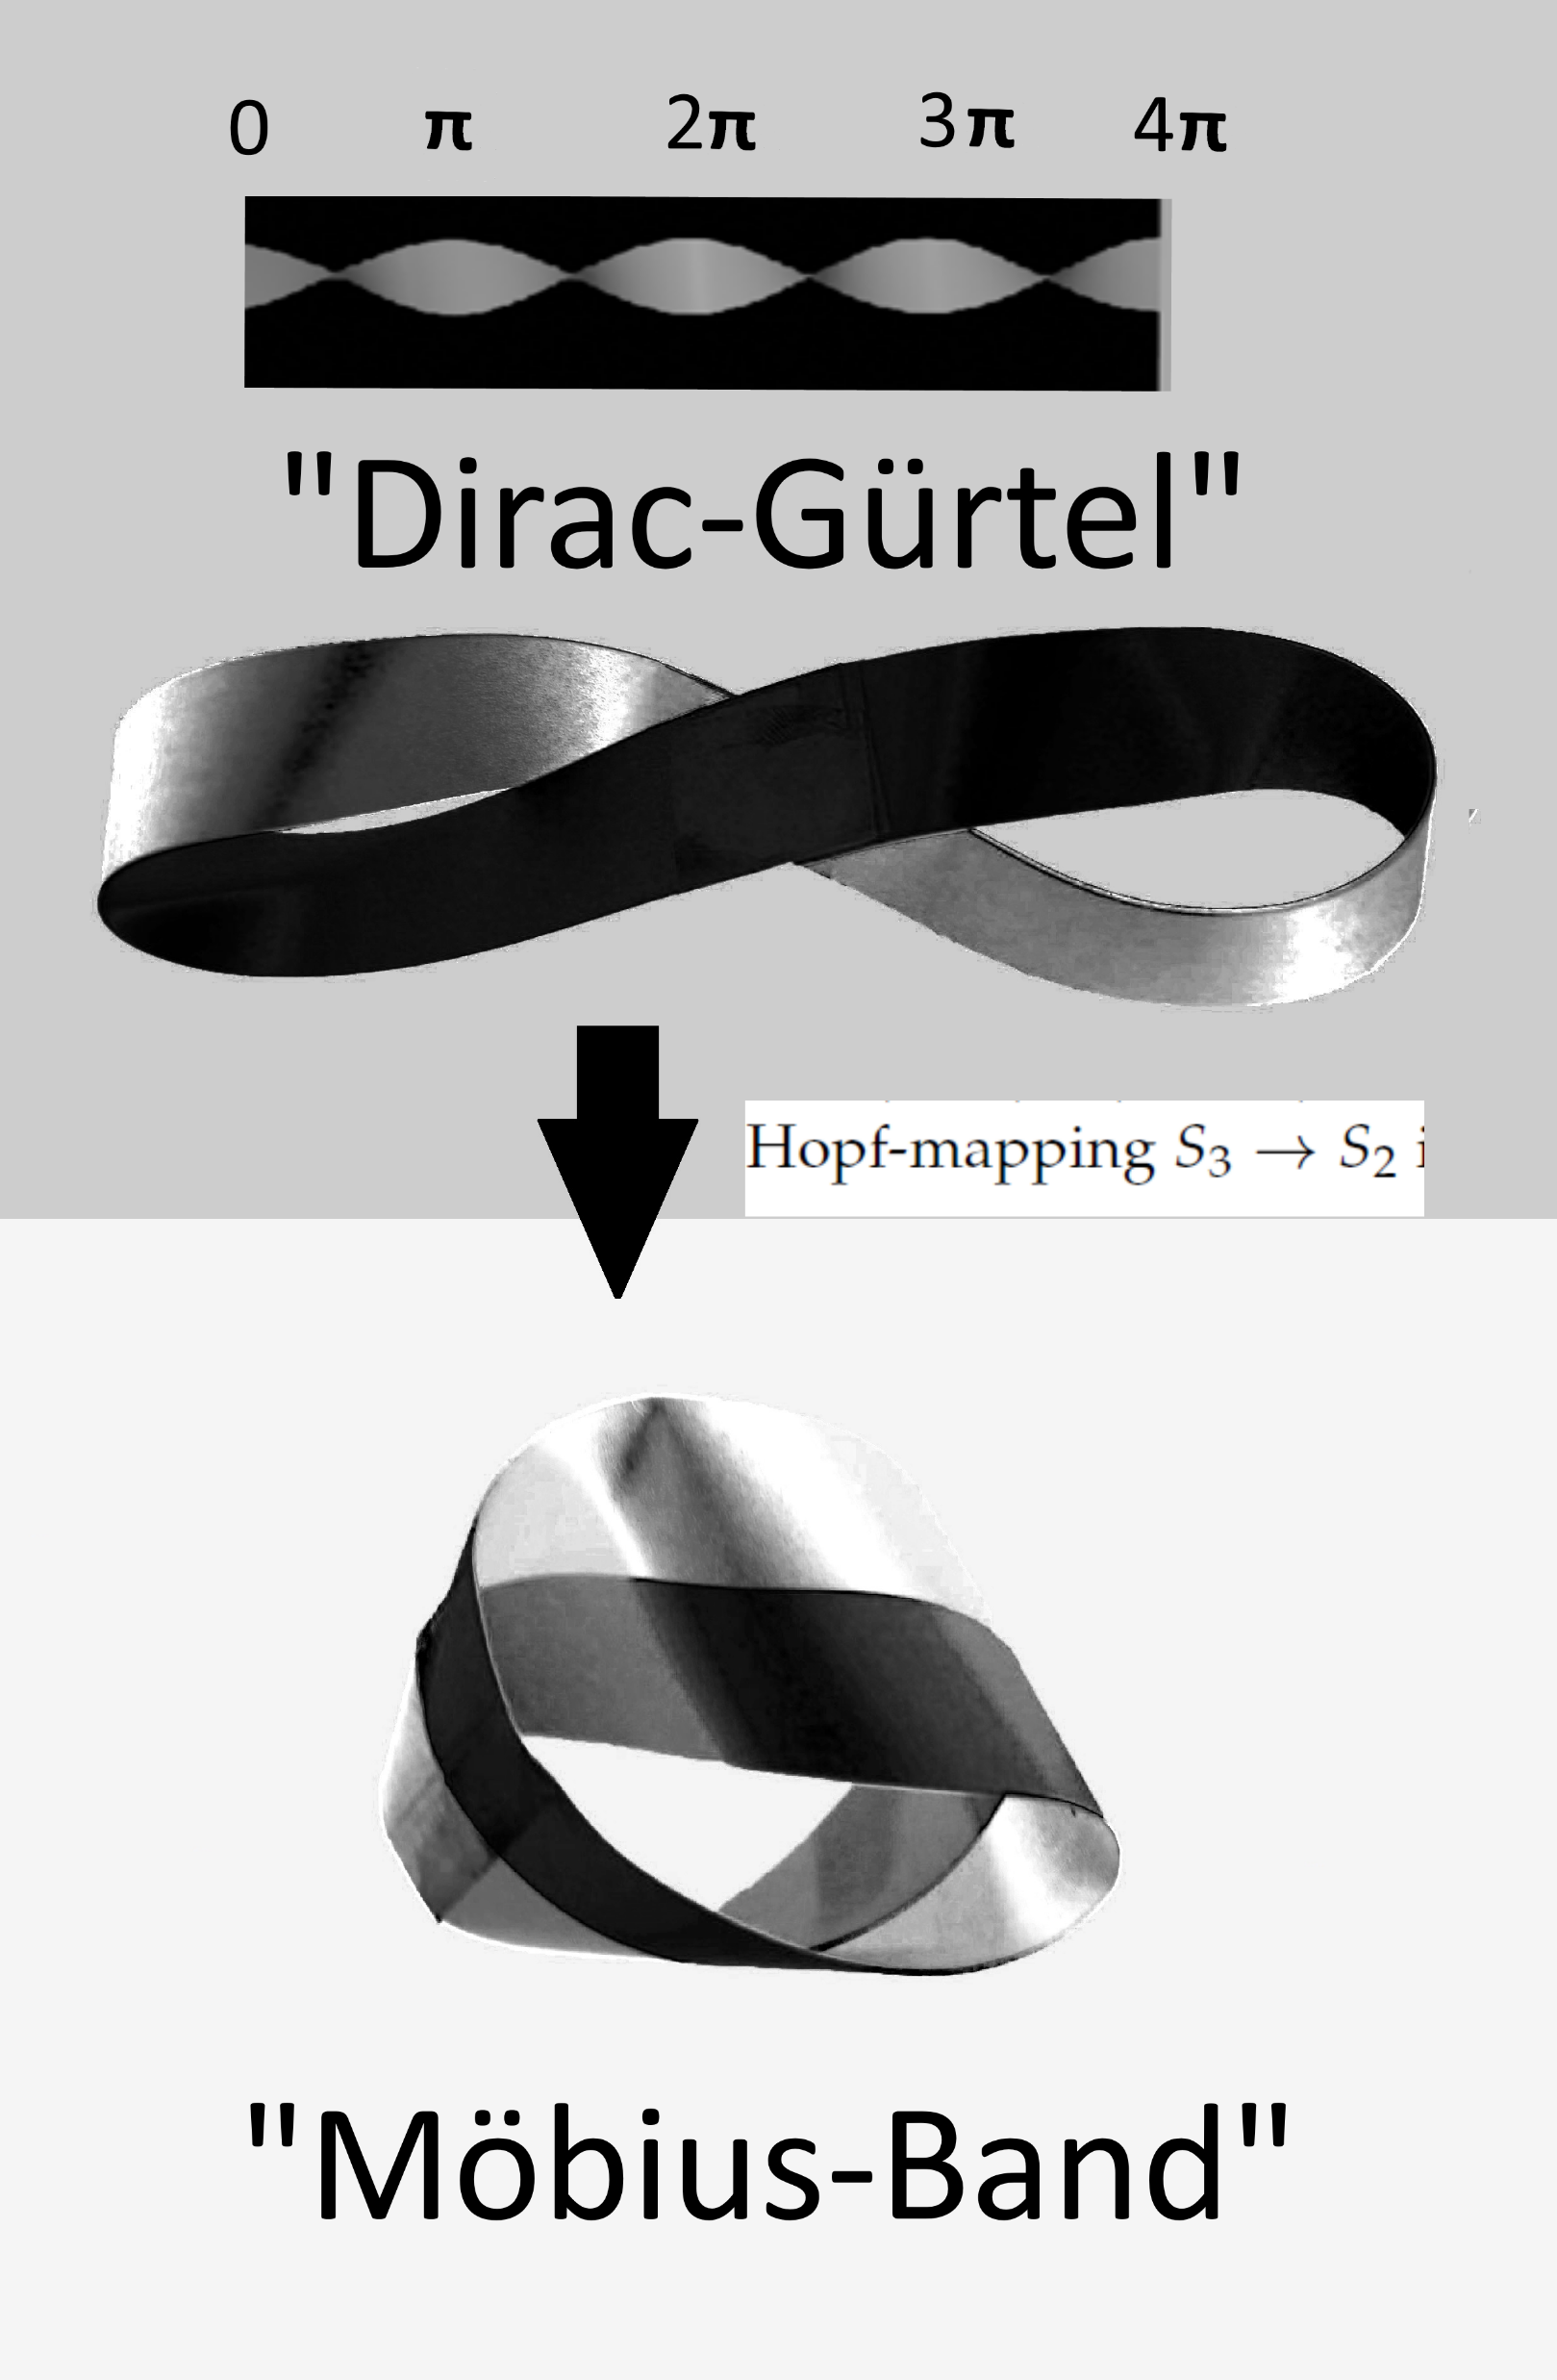 0 π 2π 3π 4π
"Dirac-Gürtel"
Hopf-mapping S₃ → S₂ i
"Möbius-Band"